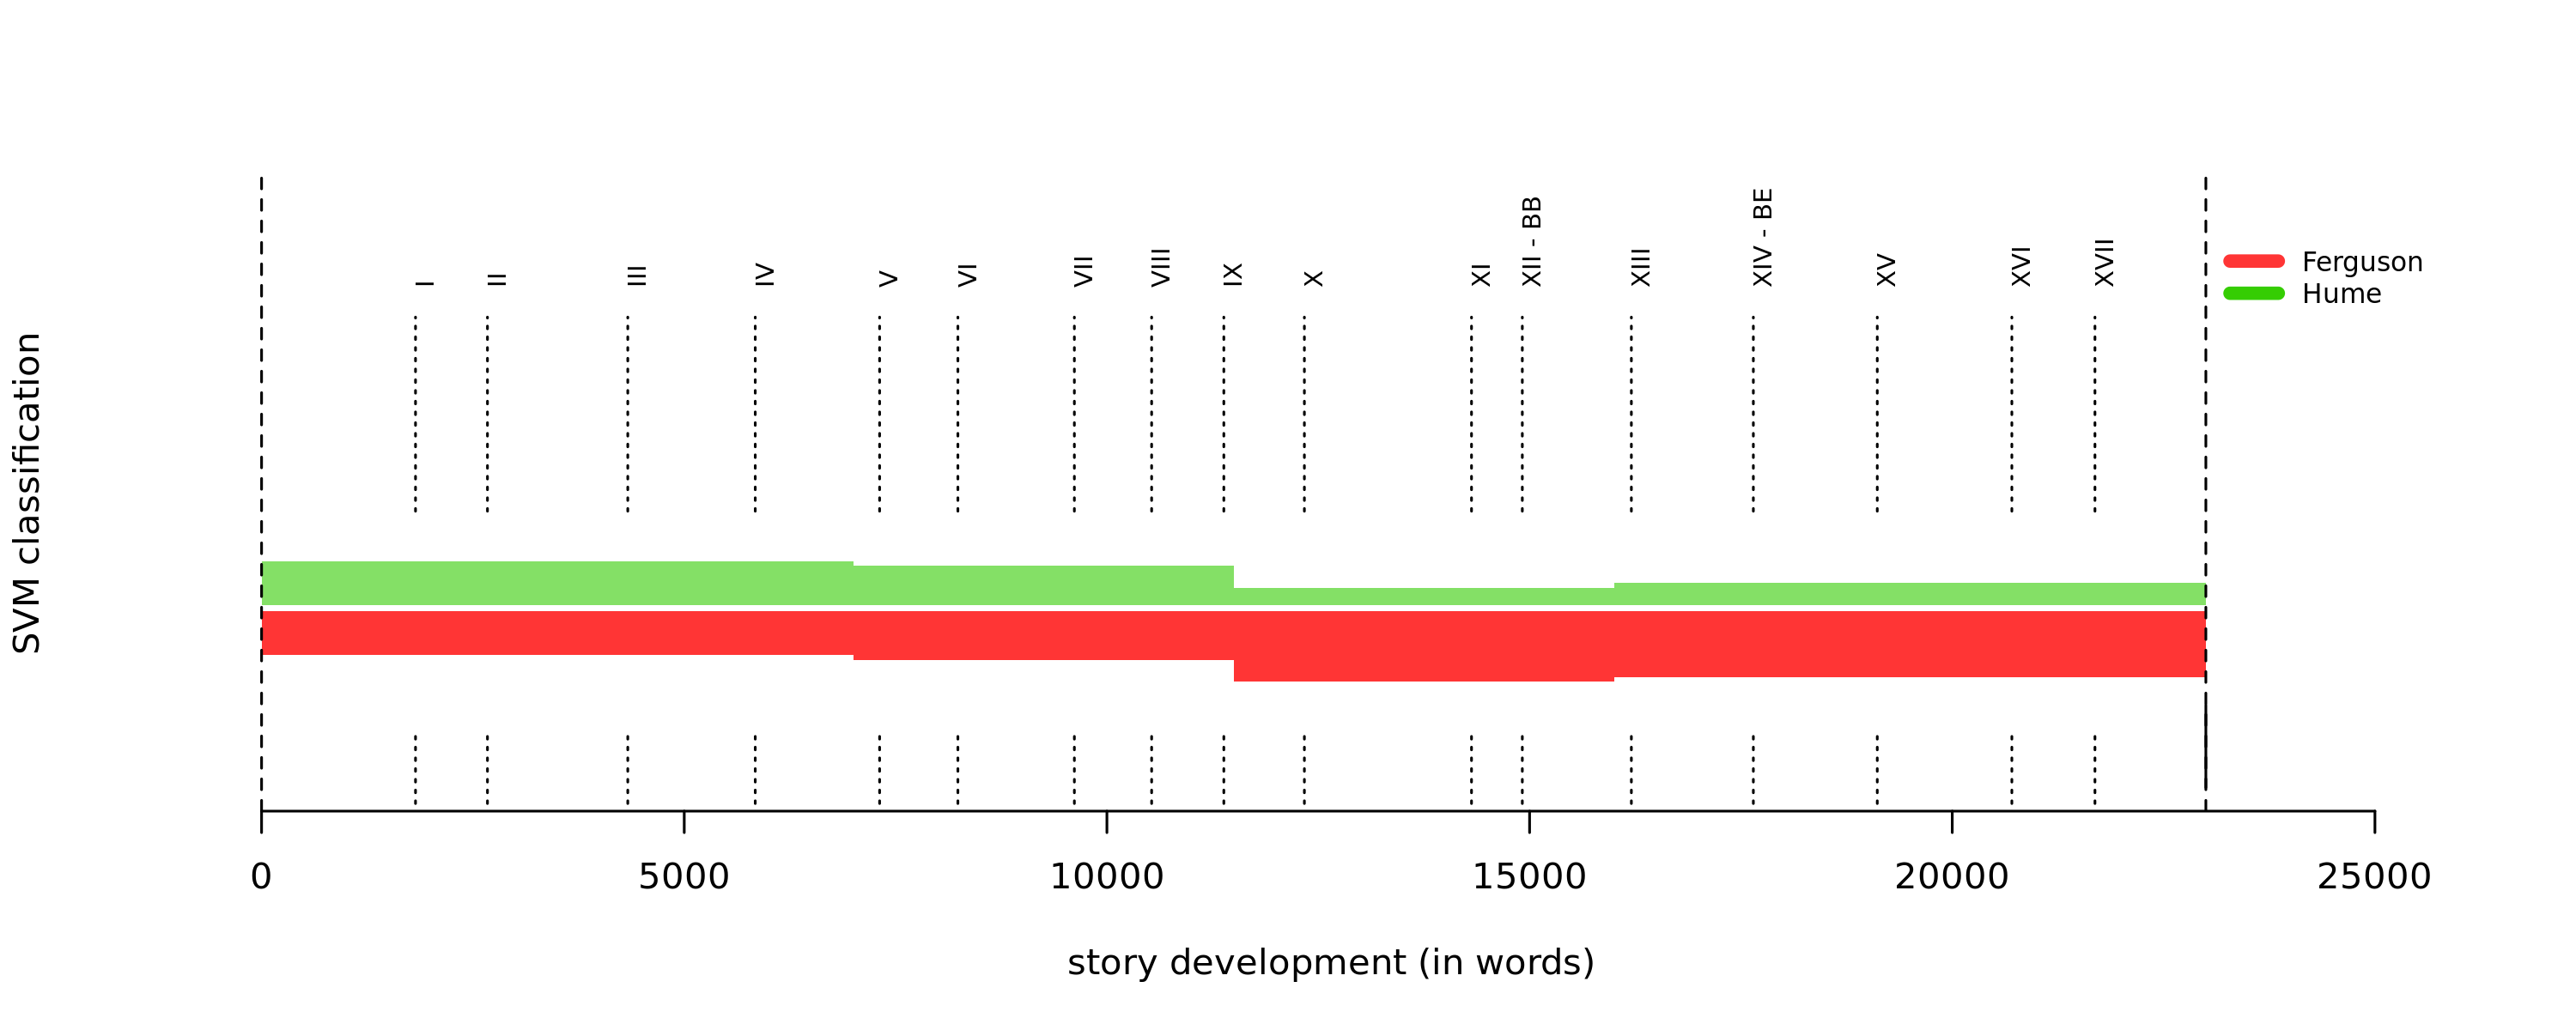 I
II
III
IV
V
VI
VII
VIII
IX
X
XI
XII - BB
XIII
XIV - BE
XV
XVI
XVII
Ferguson
Hume
SVM classification
0
5000
10000
15000
20000
25000
story development (in words)